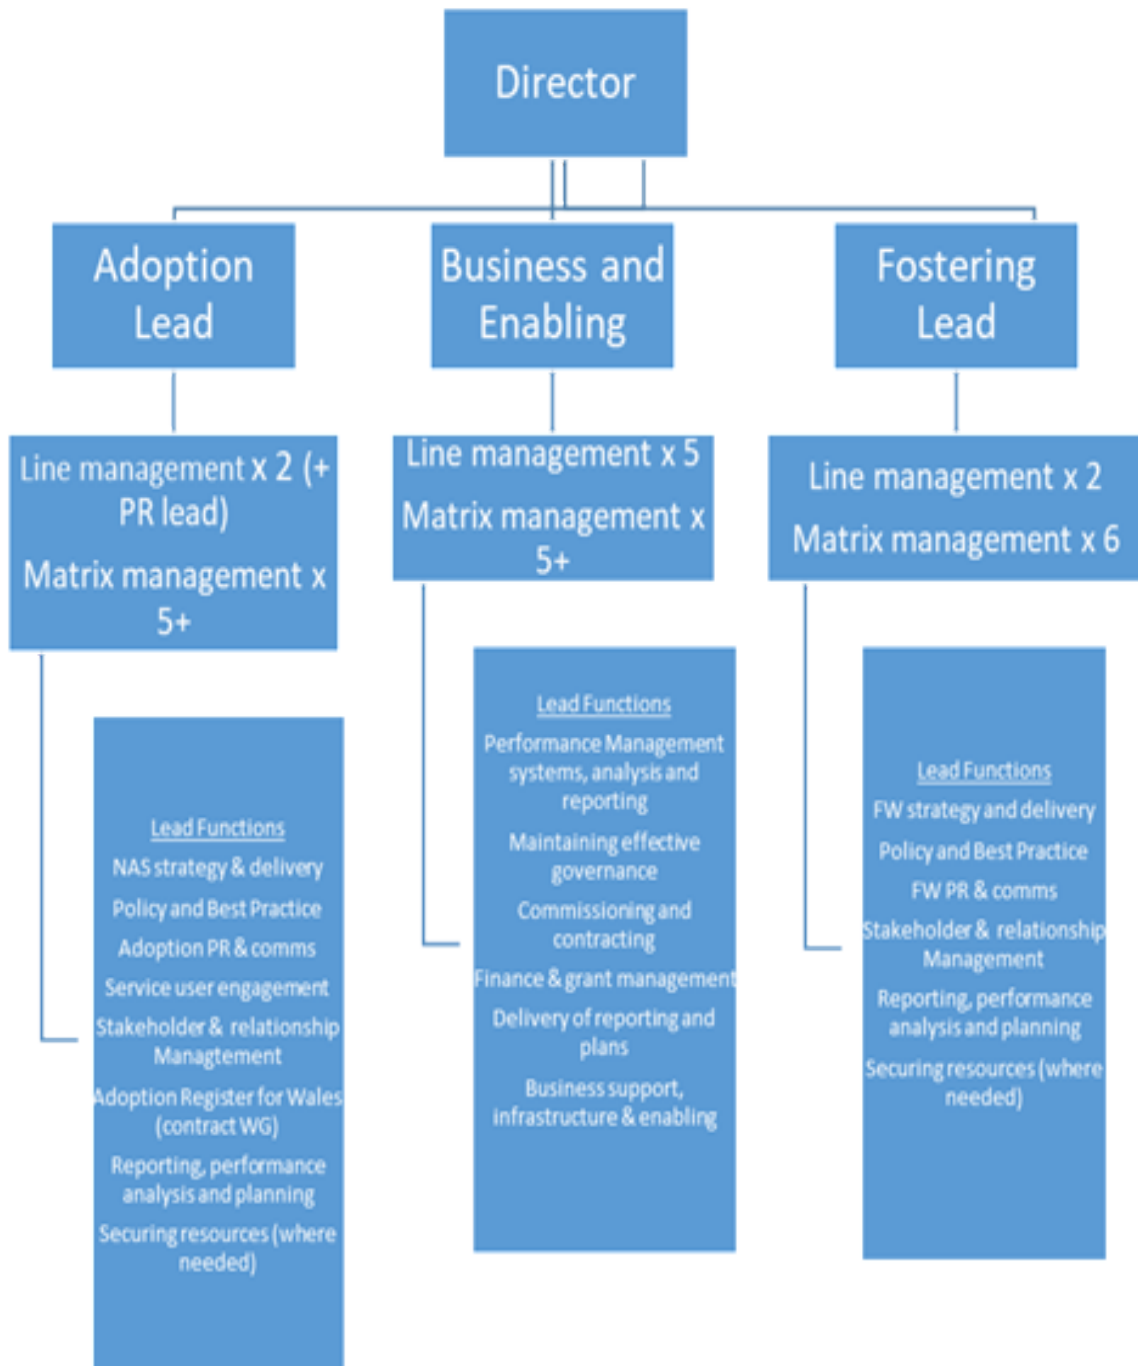 Director
Adoption
Lead
Business and
Enabling
Fostering
Lead
Line management x 2 (+
PR lead)
Matrix management x
5+
Line management x 5
Matrix management x
5+
Line management x 2
Matrix management x 6
Lead Functions
NAS strategy & delivery
Policy and Best Practice
Adoption PR & comms
Service user engagement
Stakeholder & relationship
Managtement
Adoption Register for Wales
(contract WG)
Reporting, performance
analysis and planning
Securing resources (where
needed)
Lead Functions
Performance Management
systems, analysis and
reporting
Maintaining effective
governance
Commissioning and
contracting
Finance & grant management
Delivery of reporting and
plans
Business support,
infrastructure & enabling
Lead Functions
FW strategy and delivery
Policy and Best Practice
FW PR & comms
Stakeholder & relationship
Management
Reporting, performance
analysis and planning
Securing resources (where
needed)